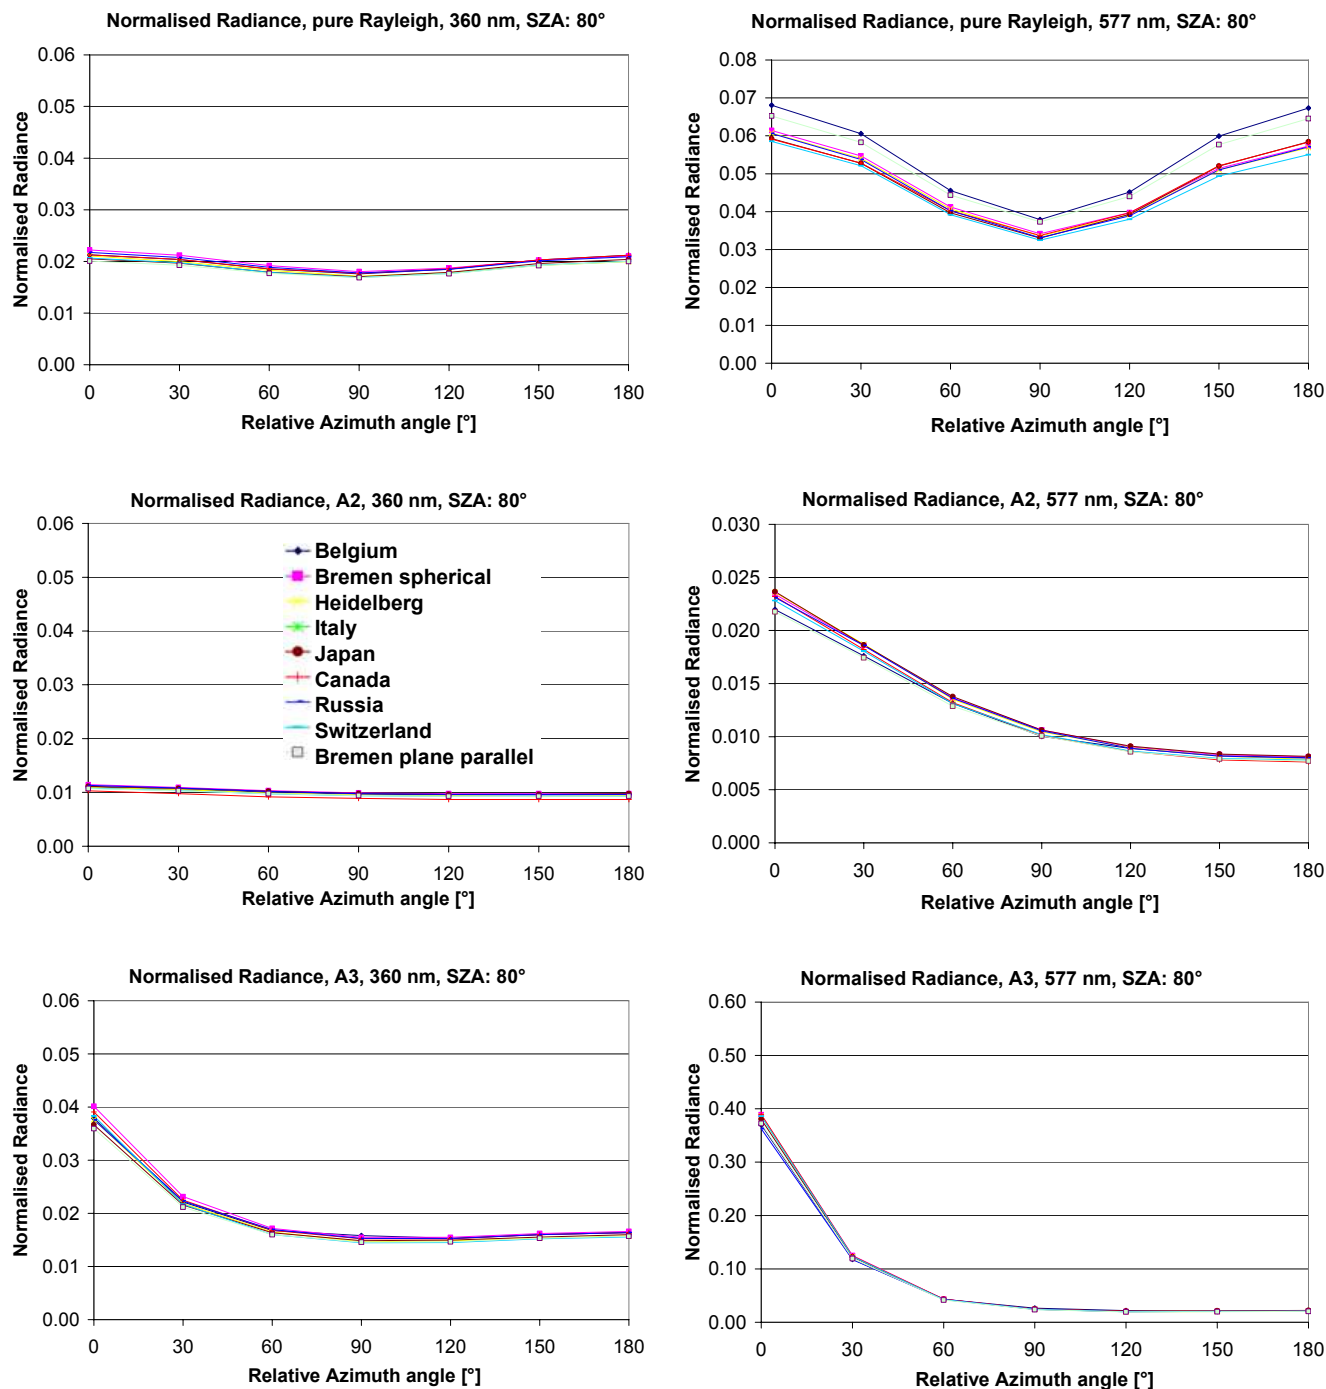 Normalised Radiance, pure Rayleigh, 360 nm, SZA: 80°
Normalised Radiance
0.06
0.05
0.04
0.03
0.02
0.01
0.00
0 30 60 90 120 150 180
Relative Azimuth angle [°]
Normalised Radiance, pure Rayleigh, 577 nm, SZA: 80°
Normalised Radiance
0.08
0.07
0.06
0.05
0.04
0.03
0.02
0.01
0.00
0 30 60 90 120 150 180
Relative Azimuth angle [°]
Normalised Radiance, A2, 360 nm, SZA: 80°
Normalised Radiance
0.06
0.05
0.04
0.03
0.02
0.01
0.00
Belgium
Bremen spherical
Heidelberg
Italy
Japan
Canada
Russia
Switzerland
Bremen plane parallel
0 30 60 90 120 150 180
Relative Azimuth angle [°]
Normalised Radiance, A2, 577 nm, SZA: 80°
Normalised Radiance
0.030
0.025
0.020
0.015
0.010
0.005
0.000
0 30 60 90 120 150 180
Relative Azimuth angle [°]
Normalised Radiance, A3, 360 nm, SZA: 80°
Normalised Radiance
0.06
0.05
0.04
0.03
0.02
0.01
0.00
0 30 60 90 120 150 180
Relative Azimuth angle [°]
Normalised Radiance, A3, 577 nm, SZA: 80°
Normalised Radiance
0.60
0.50
0.40
0.30
0.20
0.10
0.00
0 30 60 90 120 150 180
Relative Azimuth angle [°]